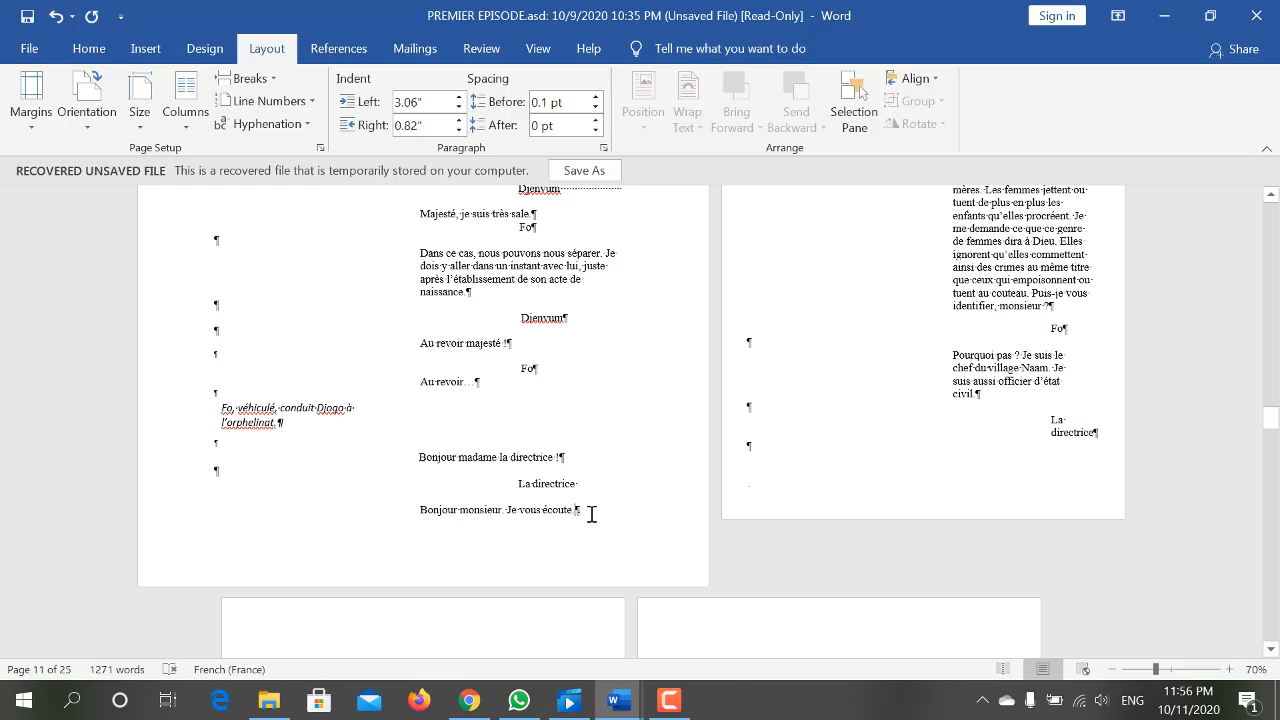 PREMIER EPISODE.asd: 10/9/2020 10:35 PM (Unsaved File) [Read-Only] - Word
Sign in
File Home Insert Design Layout References Mailings Review View Help Tell me what you want to do Share
Margins
Orientation
Size
Columns
Breaks
Line Numbers
Hyphenation
Page Setup
Indent
Left: 3.06"
Right: 0.82"
Spacing
Before: 0.1 pt
After: 0 pt
Paragraph
Position
Wrap Text
Bring Forward
Send Backward
Selection Pane
Align
Group
Rotate
Arrange
RECOVERED UNSAVED FILE This is a recovered file that is temporarily stored on your computer. Save As
Djenyum
Majesté, je suis très sale.¶
Fo¶
¶
Dans ce cas, nous pouvons nous séparer. Je
dois y aller dans un instant avec lui, juste
après l'établissement de son acte de
naissance.¶
¶
Djenyum¶
¶
Au revoir majesté !¶
¶
Fo¶
Au revoir…¶
¶
Fo, véhiculé, conduit Djogo à
l'orphelinat.¶
¶
Bonjour madame la directrice !¶
¶
La directrice
Bonjour monsieur. Je vous écoute.¶
mères. Les femmes jettent ou
tuent de plus en plus les
enfants qu'elles procréent. Je
me demande ce que ce genre
de femmes dira à Dieu. Elles
ignorent qu'elles commettent
ainsi des crimes au même titre
que ceux qui empoisonnent ou
tuent au couteau. Puis-je vous
identifier, monsieur ?¶
Fo¶
¶
Pourquoi pas ? Je suis le
chef du village Naam. Je
suis aussi officier d'état
civil.¶
¶
La
directrice¶
¶
Page 11 of 25 1271 words French (France) 70%
ENG
11:56 PM
10/11/2020
1